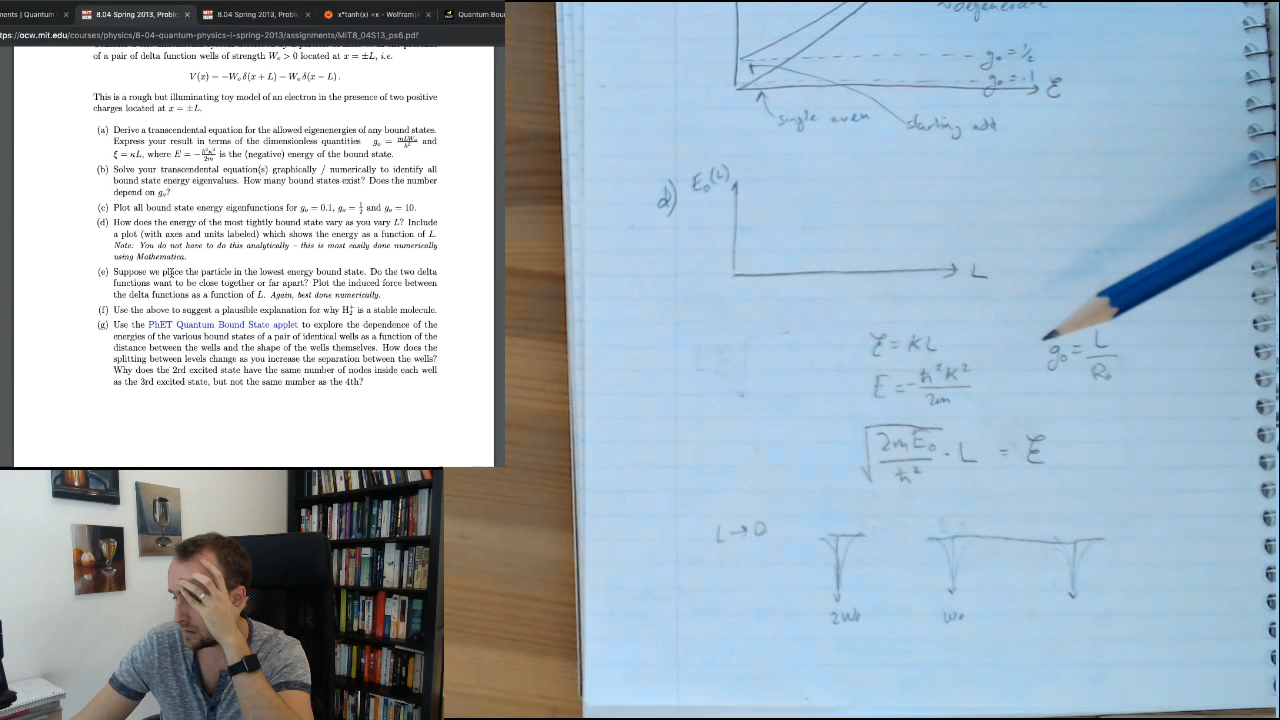 nents | Quantum
8.04 Spring 2013, Proble
8.04 Spring 2013, Proble
x*tanh(x) +x - Wolfram|A
Quantum Bou
https://ocw.mit.edu/courses/physics/8-04-quantum-physics-i-spring-2013/assignments/MIT8_04S13_ps6.pdf
of a pair of delta function wells of strength Wₒ > 0 located at x = ±L, i.e.
V(x) = −Wₒ δ(x + L) − Wₒ δ(x − L) .
This is a rough but illuminating toy model of an electron in the presence of two positive
charges located at x = ±L.
(a) Derive a transcendental equation for the allowed eigenenergies of any bound states.
Express your result in terms of the dimensionless quantities gₒ = mLWₒ/ħ² and
ξ = κL, where E = −ħ²κ²/2m is the (negative) energy of the bound state.
(b) Solve your transcendental equation(s) graphically / numerically to identify all
bound state energy eigenvalues. How many bound states exist? Does the number
depend on gₒ?
(c) Plot all bound state energy eigenfunctions for gₒ = 0.1, gₒ = 1/2 and gₒ = 10.
(d) How does the energy of the most tightly bound state vary as you vary L? Include
a plot (with axes and units labeled) which shows the energy as a function of L.
Note: You do not have to do this analytically – this is most easily done numerically
using Mathematica.
(e) Suppose we place the particle in the lowest energy bound state. Do the two delta
functions want to be close together or far apart? Plot the induced force between
the delta functions as a function of L. Again, best done numerically.
(f) Use the above to suggest a plausible explanation for why H₂⁺ is a stable molecule.
(g) Use the PhET Quantum Bound State applet to explore the dependence of the
energies of the various bound states of a pair of identical wells as a function of the
distance between the wells and the shape of the wells themselves. How does the
splitting between levels change as you increase the separation between the wells?
Why does the 2rd excited state have the same number of nodes inside each well
as the 3rd excited state, but not the same number as the 4th?
~degenerate
g₀ = 1/2
g₀ = .1
ξ
single even
starting odd
d) E₀(L)
L
ξ = KL
g₀ = L/R₀
E = -ħ²K²/2m
√(2mE₀/ħ²) · L = ξ
L→0
2W₀
W₀